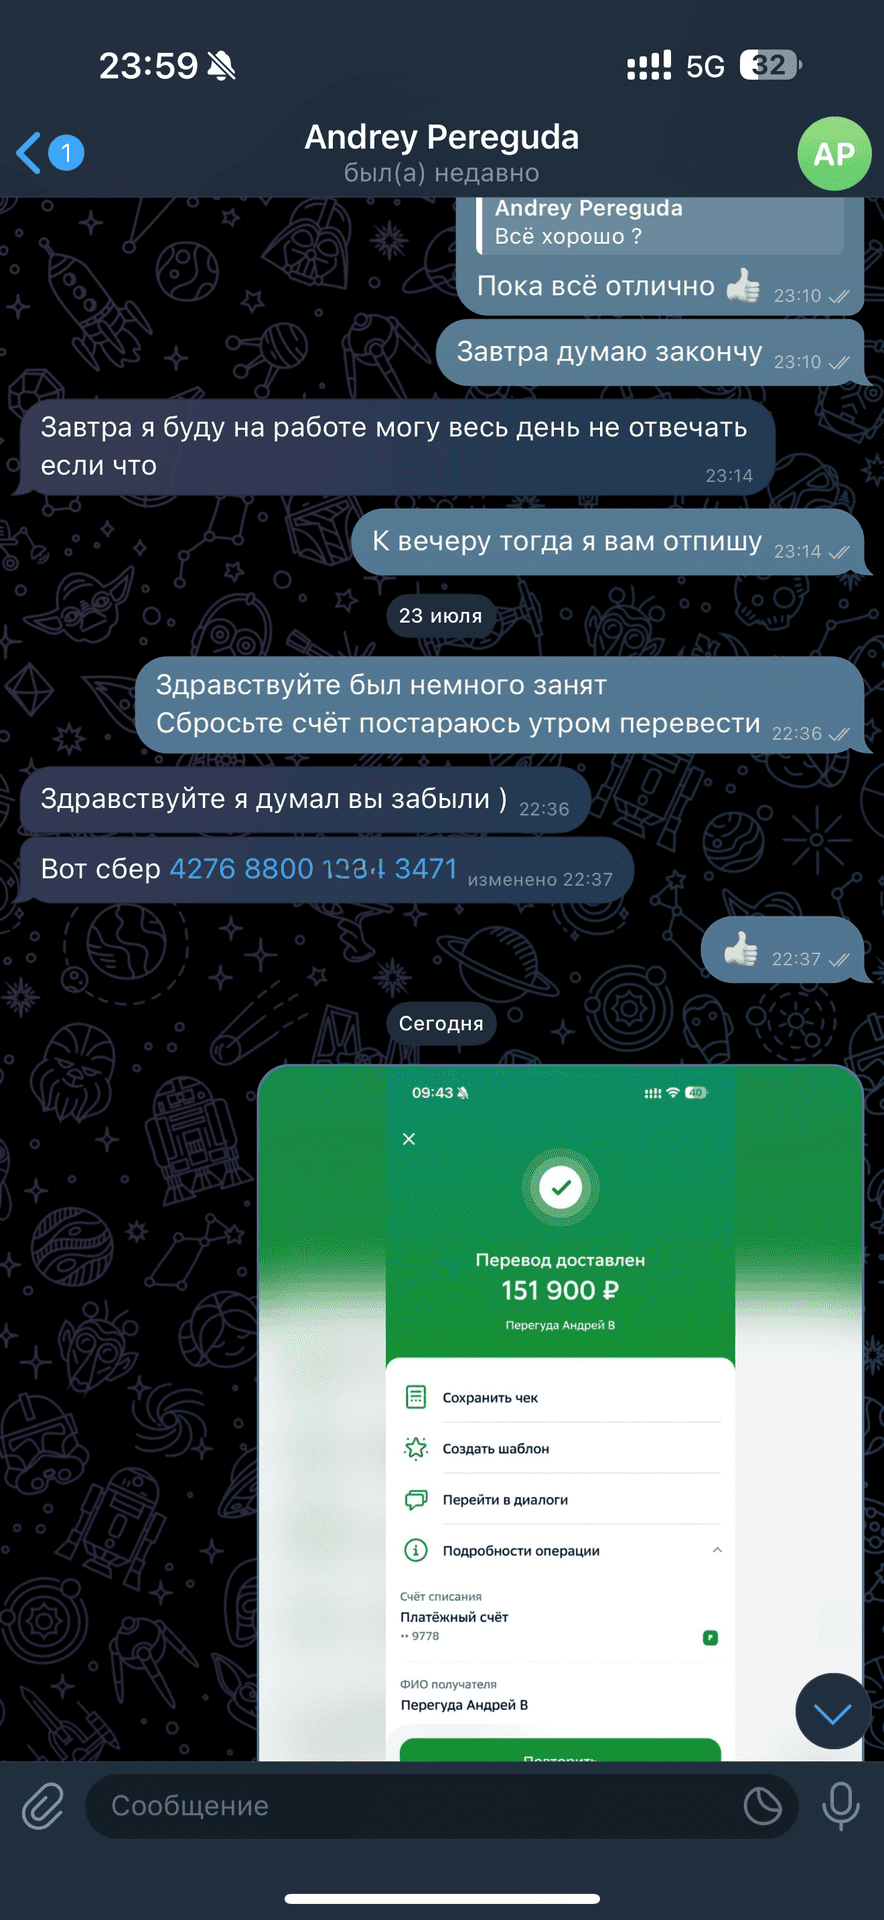 23:59
5G 32
1
Andrey Pereguda
был(а) недавно
AP
Andrey Pereguda
Всё хорошо ?
Пока всё отлично 👍 23:10
Завтра думаю закончу 23:10
Завтра я буду на работе могу весь день не отвечать
если что
23:14
К вечеру тогда я вам отпишу 23:14
23 июля
Здравствуйте был немного занят
Сбросьте счёт постараюсь утром перевести 22:36
Здравствуйте я думал вы забыли ) 22:36
Вот сбер 4276 8800 3471 изменено 22:37
👍 22:37
Сегодня
09:43
40
Перевод доставлен
151 900 ₽
Перегуда Андрей В
Сохранить чек
Создать шаблон
Перейти в диалоги
Подробности операции
Счёт списания
Платёжный счёт
•• 9778
ФИО получателя
Перегуда Андрей В
Повторить
Сообщение